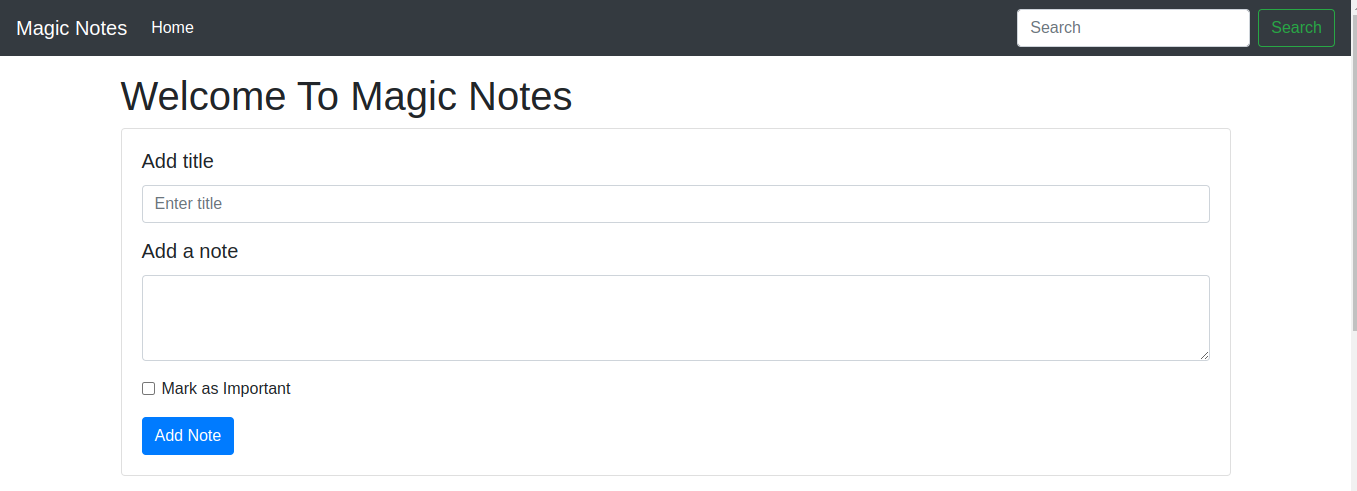 Magic Notes Home Search Search
Welcome To Magic Notes
Add title
Enter title
Add a note
Mark as Important
Add Note